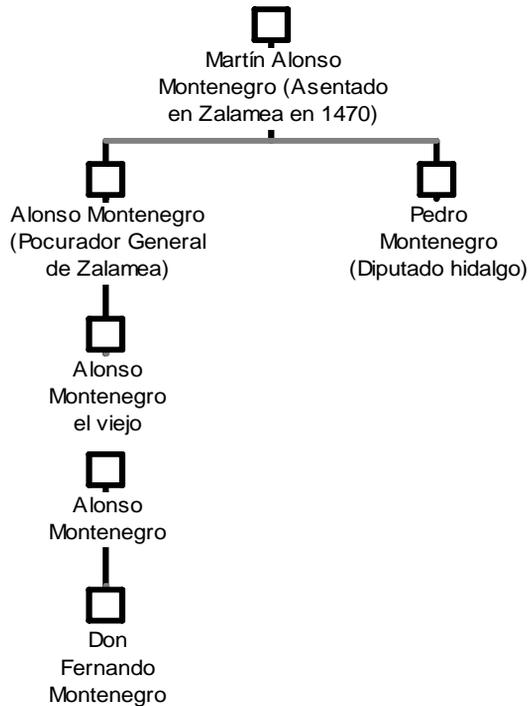 Martín Alonso
Montenegro (Asentado
en Zalamea en 1470)
Alonso Montenegro
(Pocurador General
de Zalamea)
Pedro
Montenegro
(Diputado hidalgo)
Alonso
Montenegro
el viejo
Alonso
Montenegro
Don
Fernando
Montenegro